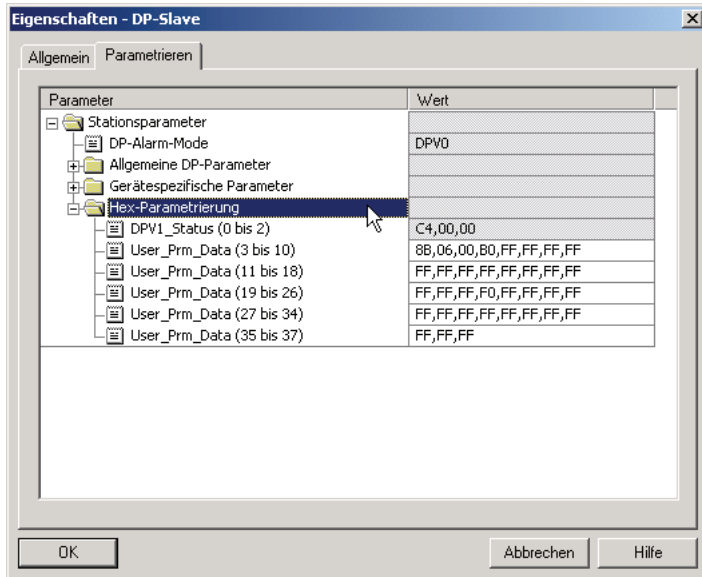 Eigenschaften - DP-Slave
Allgemein Parametrieren
Parameter Wert
Stationsparameter
DP-Alarm-Mode DPV0
Allgemeine DP-Parameter
Gerätespezifische Parameter
Hex-Parametrierung
DPV1_Status (0 bis 2) C4,00,00
User_Prm_Data (3 bis 10) 8B,06,00,B0,FF,FF,FF,FF
User_Prm_Data (11 bis 18) FF,FF,FF,FF,FF,FF,FF,FF
User_Prm_Data (19 bis 26) FF,FF,FF,F0,FF,FF,FF,FF
User_Prm_Data (27 bis 34) FF,FF,FF,FF,FF,FF,FF,FF
User_Prm_Data (35 bis 37) FF,FF,FF
OK Abbrechen Hilfe